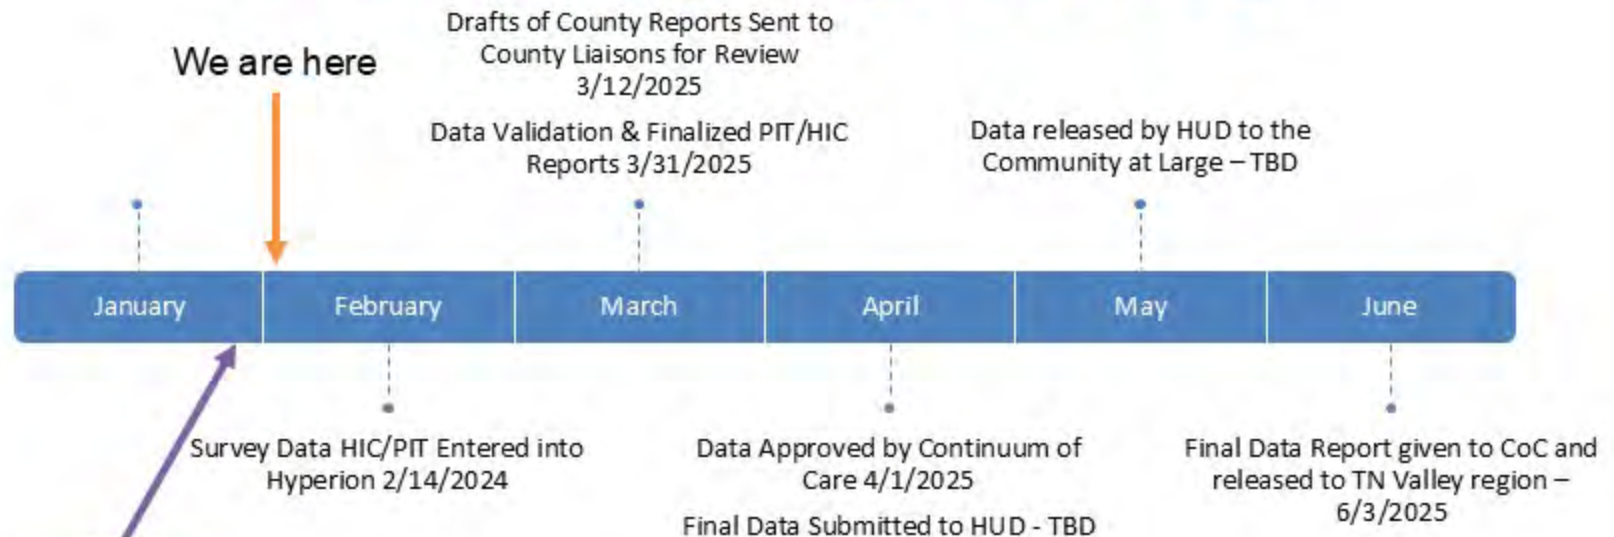 Drafts of County Reports Sent to
County Liaisons for Review
3/12/2025
We are here
Data Validation & Finalized PIT/HIC
Reports 3/31/2025
Data released by HUD to the
Community at Large – TBD
January
February
March
April
May
June
Survey Data HIC/PIT Entered into
Hyperion 2/14/2024
Data Approved by Continuum of
Care 4/1/2025
Final Data Submitted to HUD - TBD
Final Data Report given to CoC and
released to TN Valley region –
6/3/2025